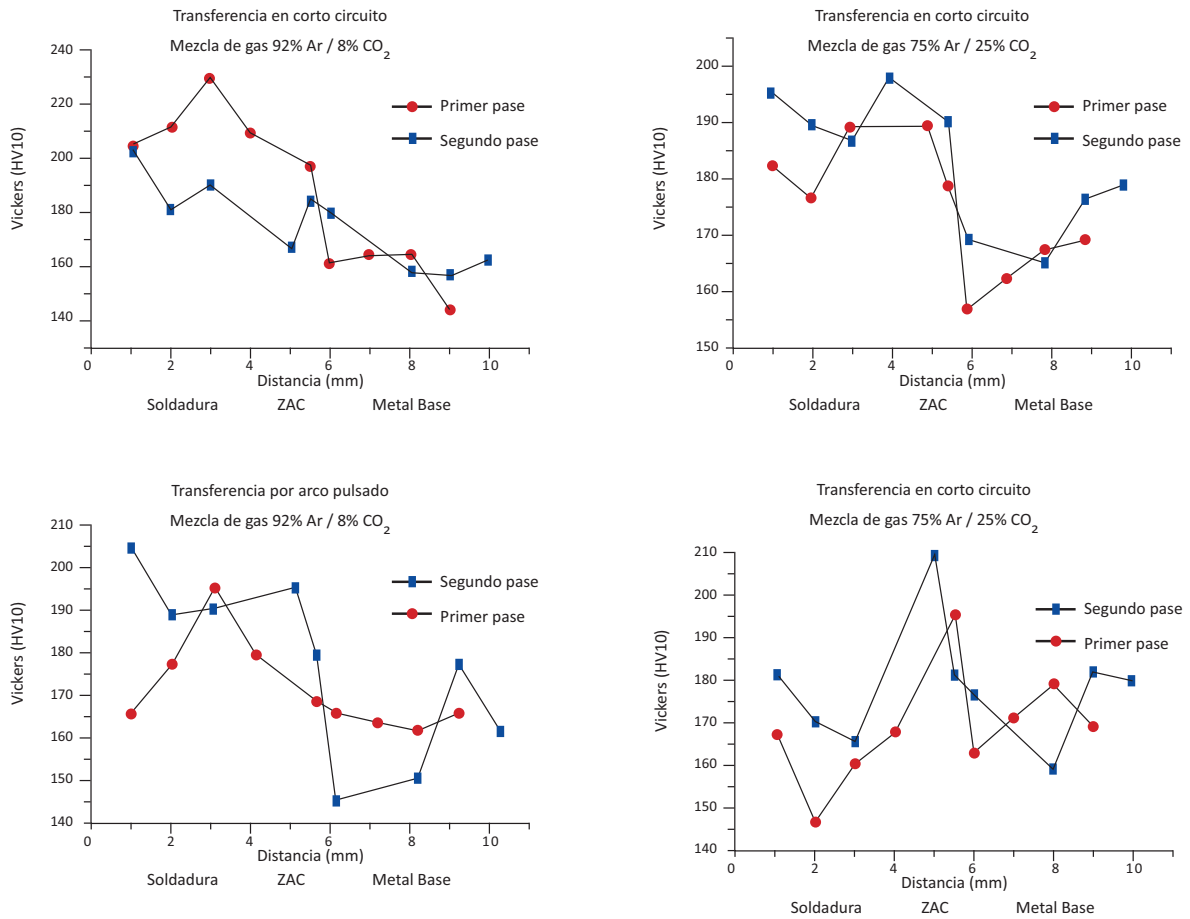 Transferencia en corto circuito
Mezcla de gas 92% Ar / 8% CO2
240
220
200
180
160
140
Vickers (HV10)
Primer pase
Segundo pase
0 2 4 6 8 10
Distancia (mm)
Soldadura ZAC Metal Base
Transferencia en corto circuito
Mezcla de gas 75% Ar / 25% CO2
200
190
180
170
160
150
Vickers (HV10)
Primer pase
Segundo pase
0 2 4 6 8 10
Distancia (mm)
Soldadura ZAC Metal Base
Transferencia por arco pulsado
Mezcla de gas 92% Ar / 8% CO2
210
200
190
180
170
160
150
140
Vickers (HV10)
Segundo pase
Primer pase
0 2 4 6 8 10
Distancia (mm)
Soldadura ZAC Metal Base
Transferencia en corto circuito
Mezcla de gas 75% Ar / 25% CO2
210
200
190
180
170
160
150
140
Vickers (HV10)
Segundo pase
Primer pase
0 2 4 6 8 10
Distancia (mm)
Soldadura ZAC Metal Base